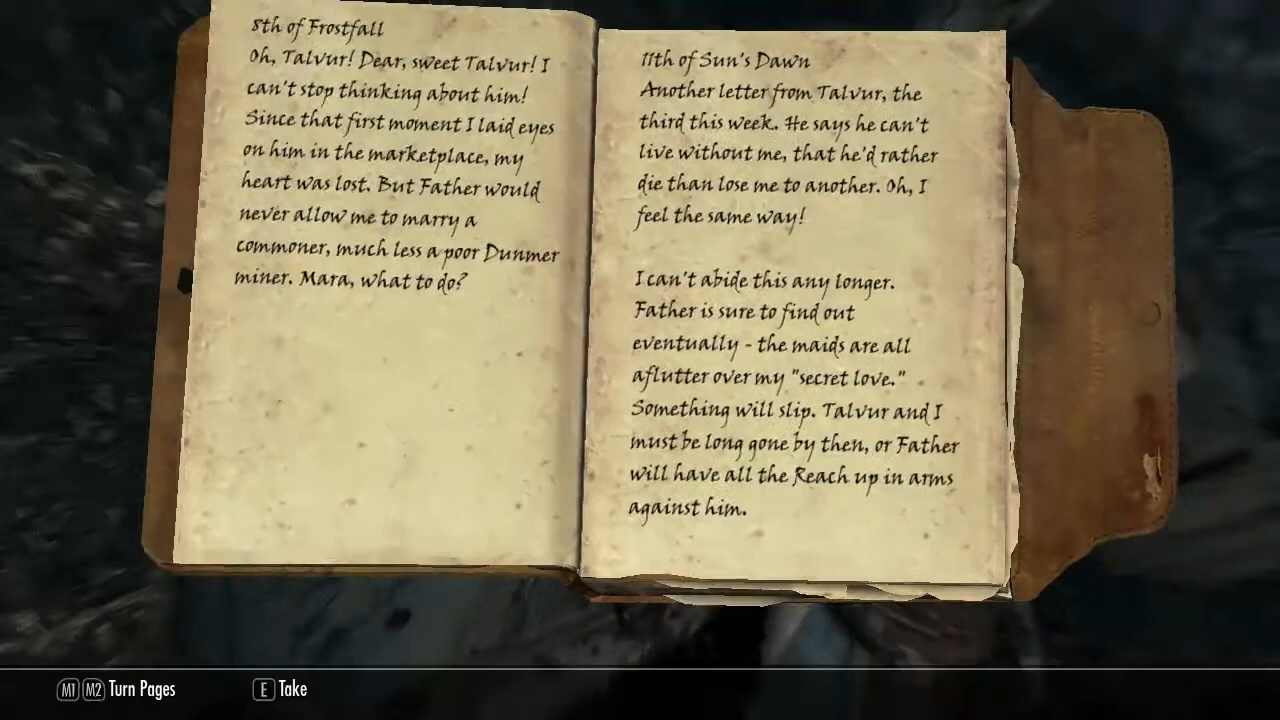 8th of Frostfall
Oh, Talvur! Dear, sweet Talvur! I
can't stop thinking about him!
Since that first moment I laid eyes
on him in the marketplace, my
heart was lost. But Father would
never allow me to marry a
commoner, much less a poor Dunmer
miner. Mara, what to do?
11th of Sun's Dawn
Another letter from Talvur, the
third this week. He says he can't
live without me, that he'd rather
die than lose me to another. Oh, I
feel the same way!
I can't abide this any longer.
Father is sure to find out
eventually - the maids are all
aflutter over my "secret love."
Something will slip. Talvur and I
must be long gone by then, or Father
will have all the Reach up in arms
against him.
M1 M2 Turn Pages
E Take